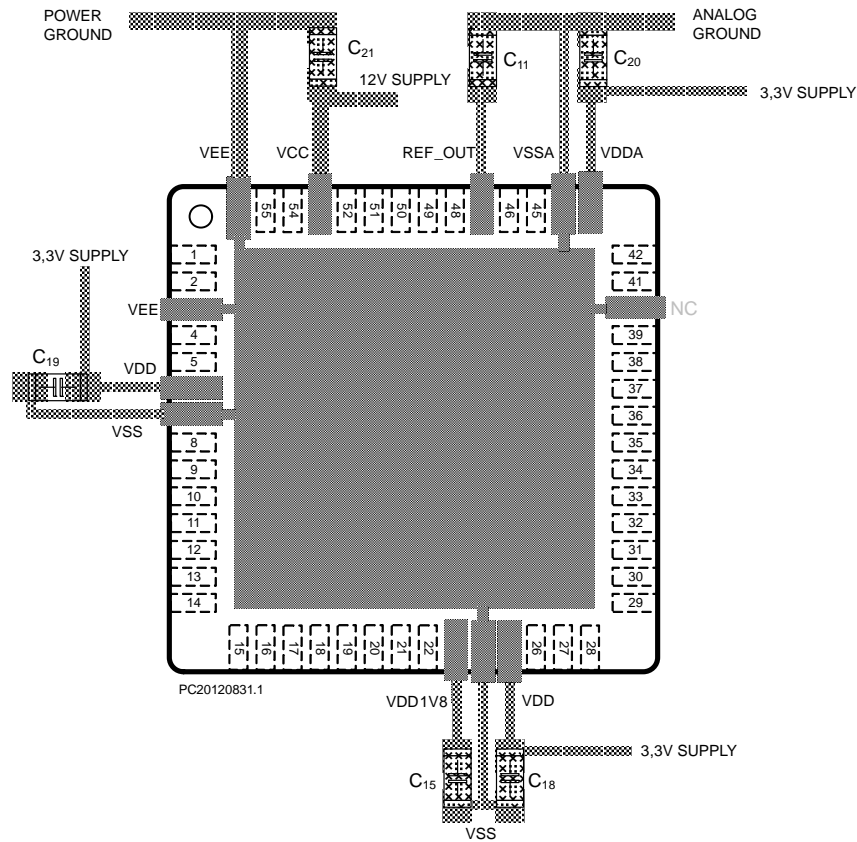 POWER
GROUND
C21
C11
C20
ANALOG
GROUND
12V SUPPLY
3,3V SUPPLY
VEE
VCC
REF_OUT
VSSA
VDDA
55
54
52
51
50
49
48
46
45
3,3V SUPPLY
1
2
VEE
4
5
VDD
C19
VSS
8
9
10
11
12
13
14
42
41
NC
39
38
37
36
35
34
33
32
31
30
29
15
16
17
18
19
20
21
22
26
27
28
PC20120831.1
VDD1V8
VDD
3,3V SUPPLY
C15
C18
VSS